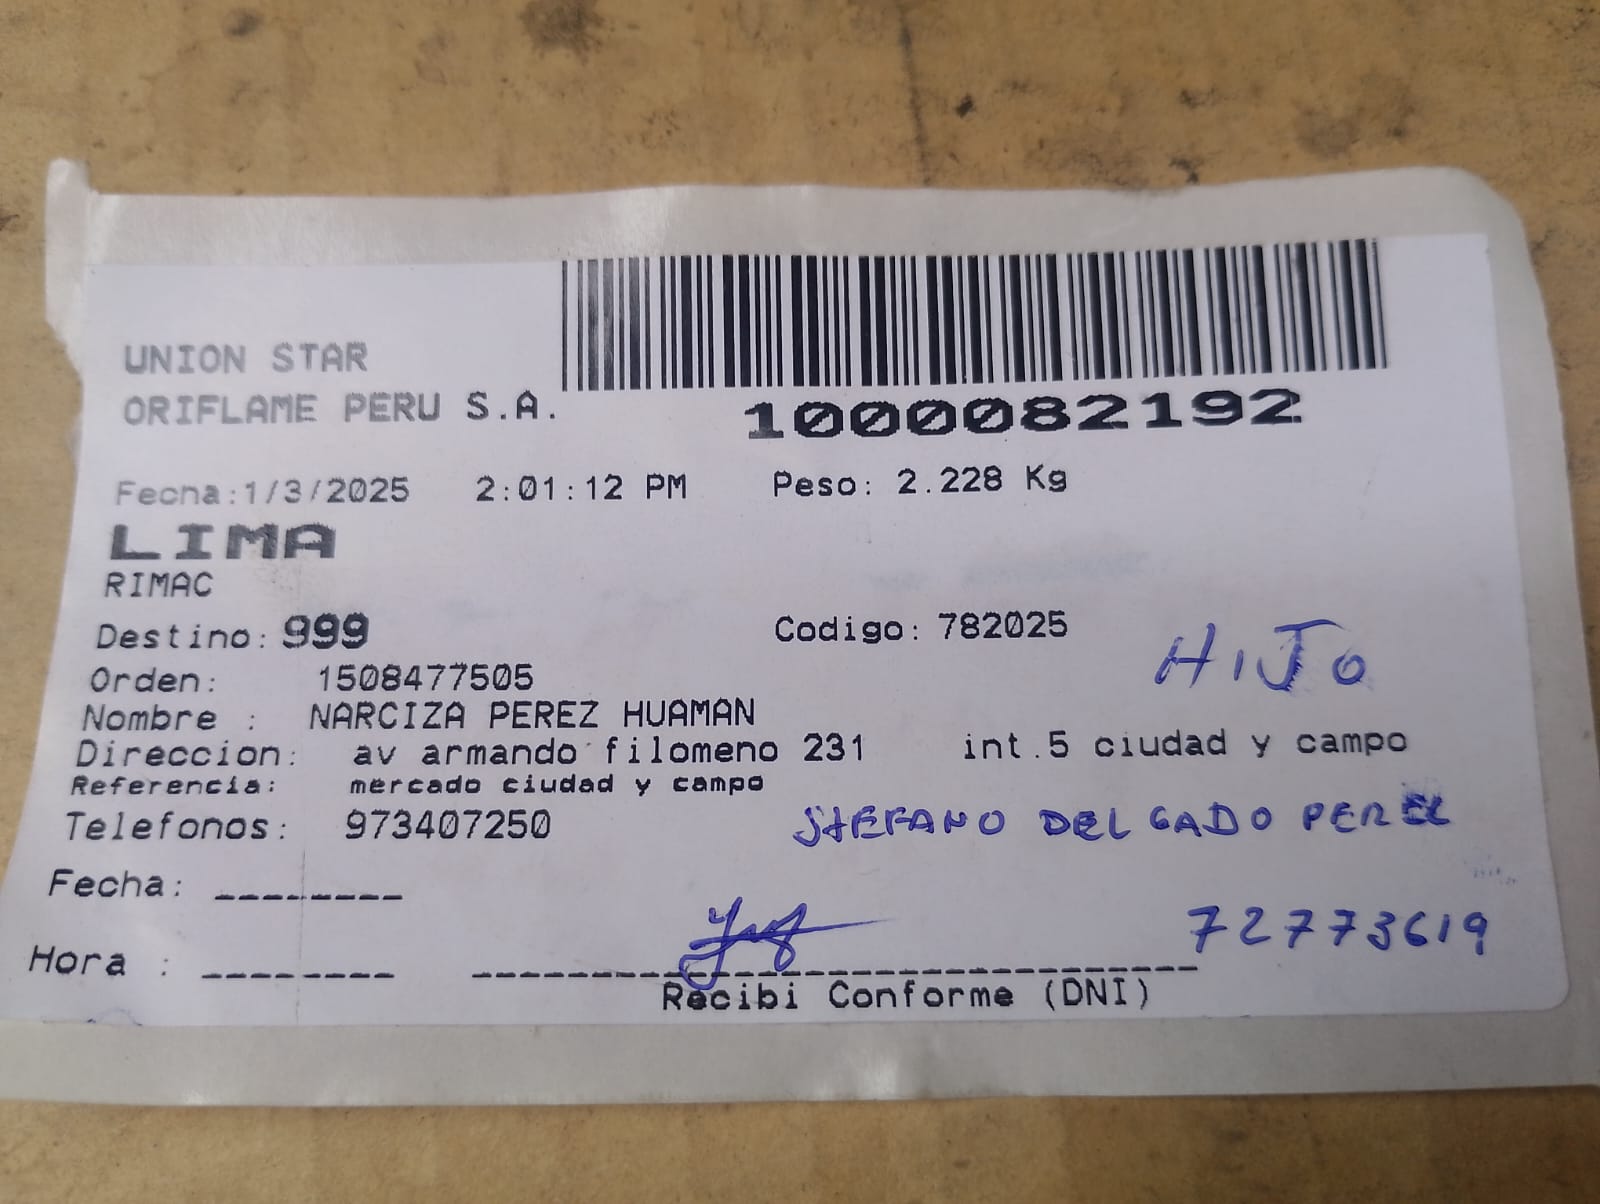 UNION STAR
ORIFLAME PERU S.A.
1000082192
Fecha:1/3/2025 2:01:12 PM Peso: 2.228 Kg
LIMA
RIMAC
Destino: 999 Codigo: 782025
HIJO
Orden: 1508477505
Nombre : NARCIZA PEREZ HUAMAN
Direccion: av armando filomeno 231 int.5 ciudad y campo
Referencia: mercado ciudad y campo
Telefonos: 973407250
STEFANO DELGADO PEREZ
Fecha: ________
72773619
Hora : ________
Recibi Conforme (DNI)